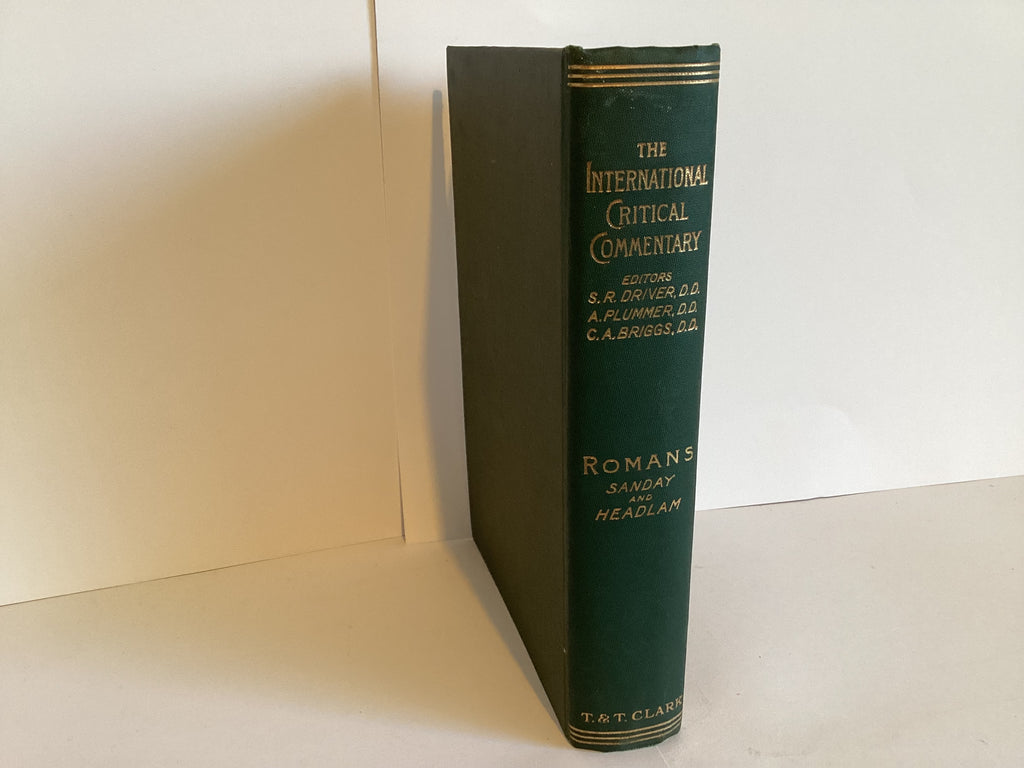 THE
INTERNATIONAL
CRITICAL
COMMENTARY
EDITORS
S. R. DRIVER, D.D.
A. PLUMMER, D.D.
C. A. BRIGGS, D.D.
ROMANS
SANDAY
AND
HEADLAM
T. & T. CLARK